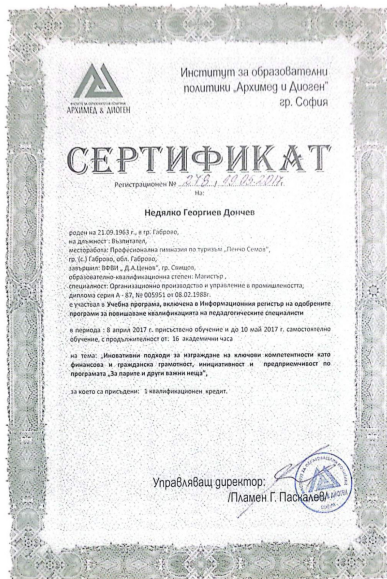 Институт за образователни
политики „Архимед и Диоген"
гр. София
АРХИМЕД & ДИОГЕН
СЕРТИФИКАТ
Регистрационен № 278, 09.05.2017.
На:
Недялко Георгиев Дончев
роден на 21.09.1963 г., в гр. Габрово,
на длъжност: Възпитател,
месторабота: Професионална гимназия по туризъм „Пенчо Семов",
гр. (с.) Габрово, обл. Габрово,
завършил: ВФСИ „ Д.А.Ценов", гр. Свищов,
образователно-квалификационна степен: Магистър ,
специалност: Организационно производство и управление в промишлеността,
диплома серия А - 87, № 005951 от 08.02.1988г.
е участвал в Учебна програма, включена в Информационния регистър на одобрените
програми за повишаване квалификацията на педагогическите специалисти
в периода : 8 април 2017 г. присъствено обучение и до 10 май 2017 г. самостоятелно
обучение, с продължителност от: 16 академични часа
на тема: „Иновативни подходи за изграждане на ключови компетентности като
финансова и гражданска грамотност, инициативност и предприемчивост по
програмата „За парите и други важни неща",
за което са присъдени: 1 квалификационен кредит.
Управляващ директор:
/Пламен Г. Паскалев/